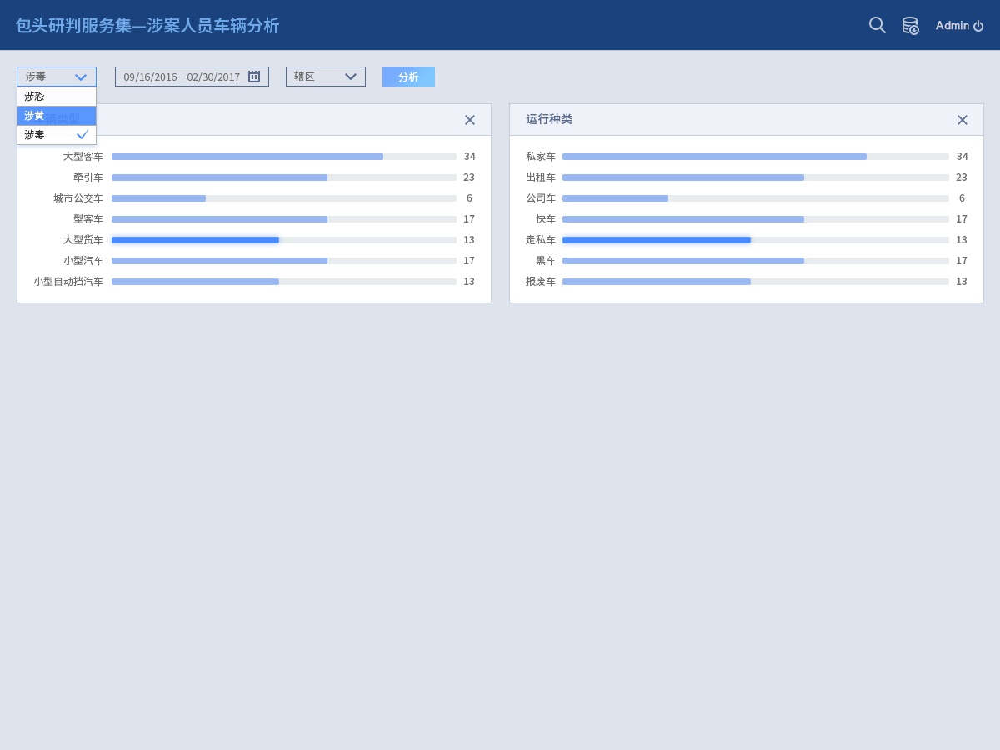 包头研判服务集—涉案人员车辆分析
Admin
涉毒
09/16/2016—02/30/2017
辖区
分析
涉恐
涉黄
涉毒
辆类型
大型客车 34
牵引车 23
城市公交车 6
型客车 17
大型货车 13
小型汽车 17
小型自动挡汽车 13
运行种类
私家车 34
出租车 23
公司车 6
快车 17
走私车 13
黑车 17
报废车 13